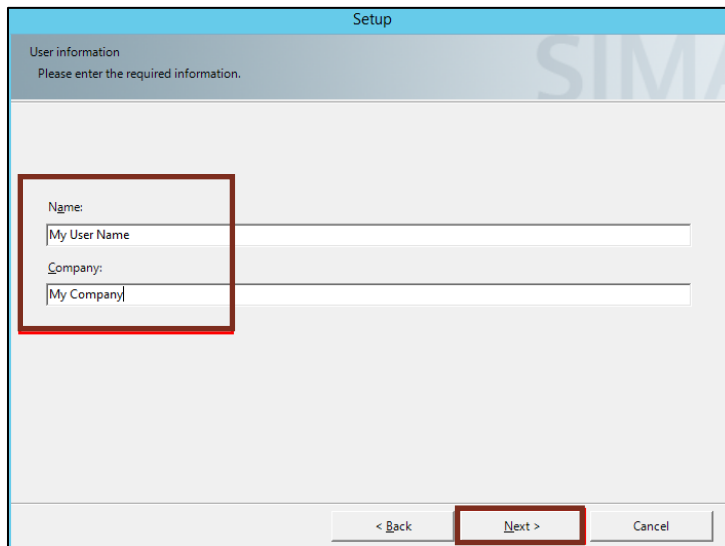 Setup
User information
Please enter the required information.
SIMA
Name:
My User Name
Company:
My Company
< Back
Next >
Cancel